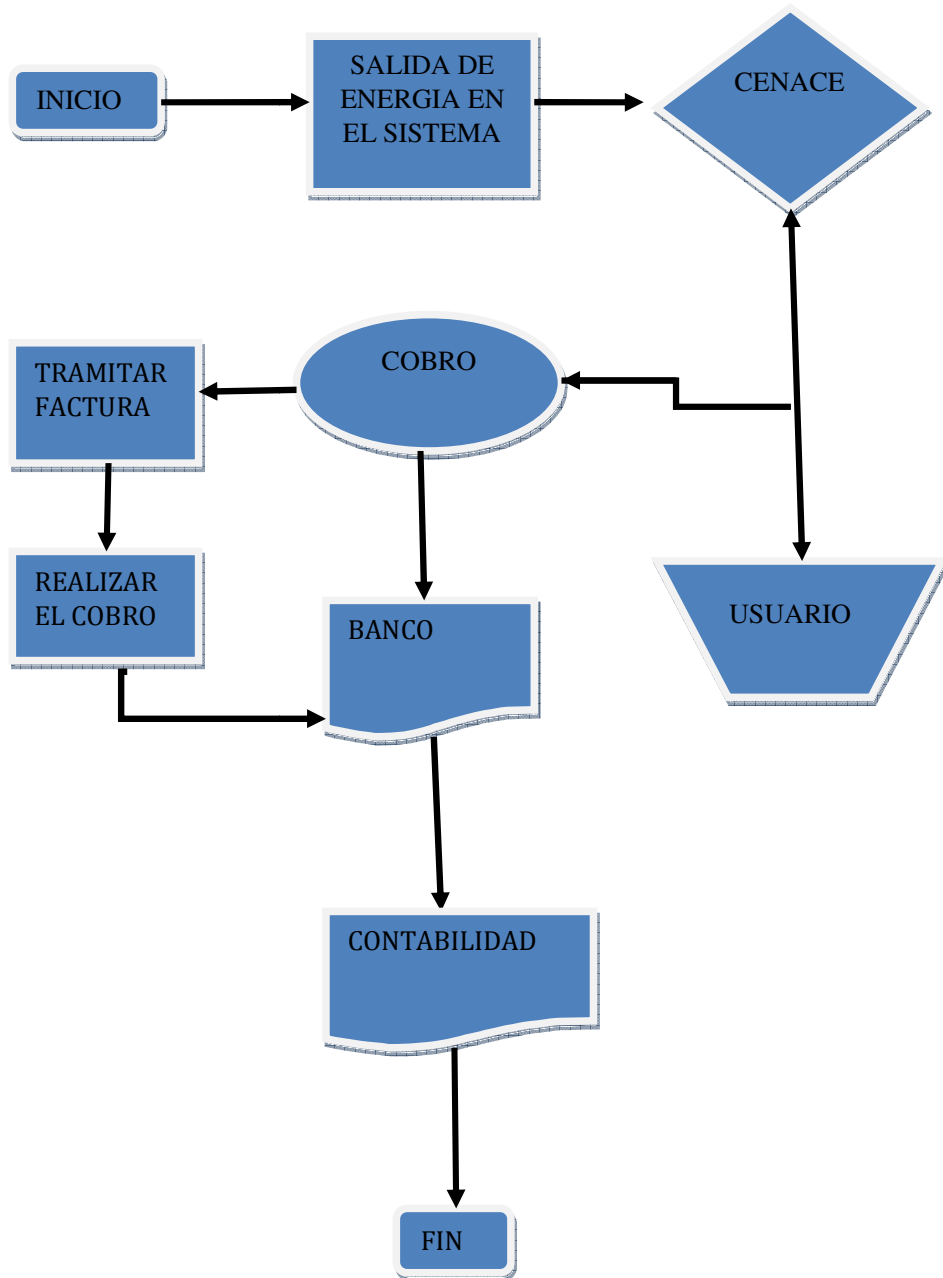 INICIO
SALIDA DE
ENERGIA EN
EL SISTEMA
CENACE
COBRO
TRAMITAR
FACTURA
REALIZAR
EL COBRO
BANCO
USUARIO
CONTABILIDAD
FIN